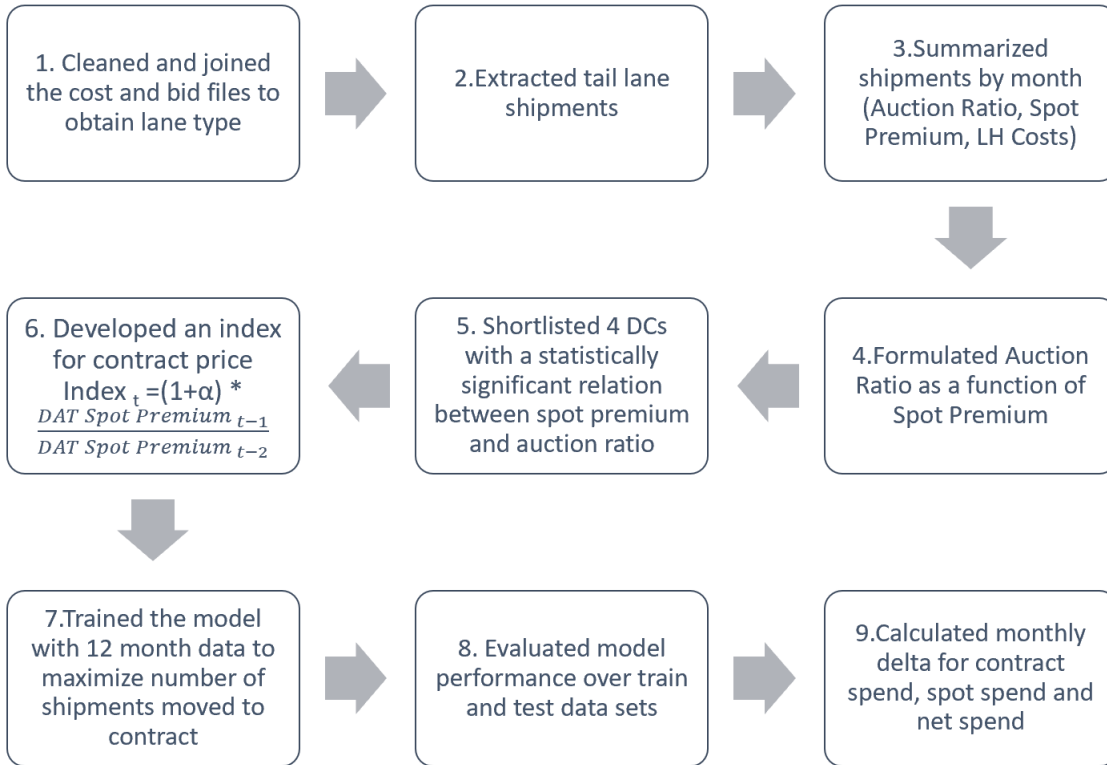 1. Cleaned and joined
the cost and bid files to
obtain lane type
2.Extracted tail lane
shipments
3.Summarized
shipments by month
(Auction Ratio, Spot
Premium, LH Costs)
4.Formulated Auction
Ratio as a function of
Spot Premium
5. Shortlisted 4 DCs
with a statistically
significant relation
between spot premium
and auction ratio
6. Developed an index
for contract price
Index t =(1+α) *
DAT Spot Premium t−1
DAT Spot Premium t−2
7.Trained the model
with 12 month data to
maximize number of
shipments moved to
contract
8. Evaluated model
performance over train
and test data sets
9.Calculated monthly
delta for contract
spend, spot spend and
net spend